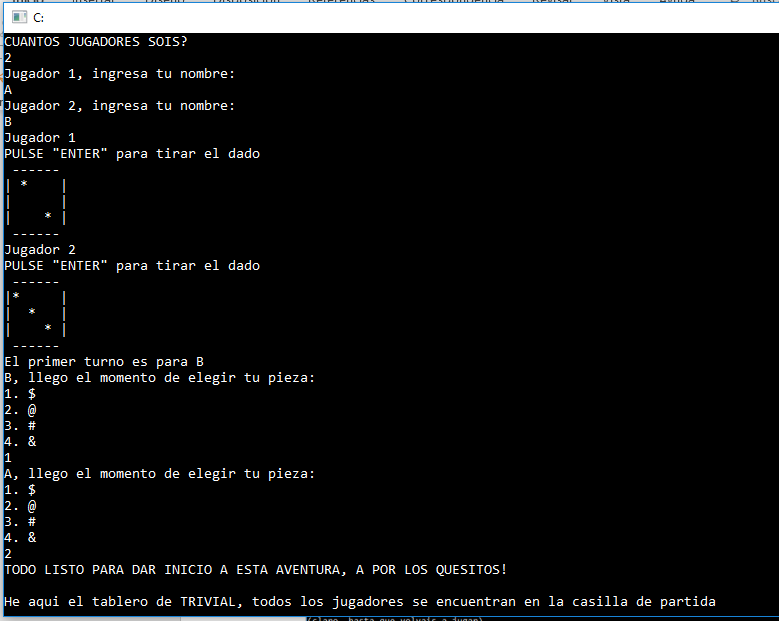 C:
CUANTOS JUGADORES SOIS?
2
Jugador 1, ingresa tu nombre:
A
Jugador 2, ingresa tu nombre:
B
Jugador 1
PULSE "ENTER" para tirar el dado
 ------
| *    |
|      |
|    * |
 ------
Jugador 2
PULSE "ENTER" para tirar el dado
 ------
|*     |
|  *   |
|    * |
 ------
El primer turno es para B
B, llego el momento de elegir tu pieza:
1. $
2. @
3. #
4. &
1
A, llego el momento de elegir tu pieza:
1. $
2. @
3. #
4. &
2
TODO LISTO PARA DAR INICIO A ESTA AVENTURA, A POR LOS QUESITOS!
He aqui el tablero de TRIVIAL, todos los jugadores se encuentran en la casilla de partida